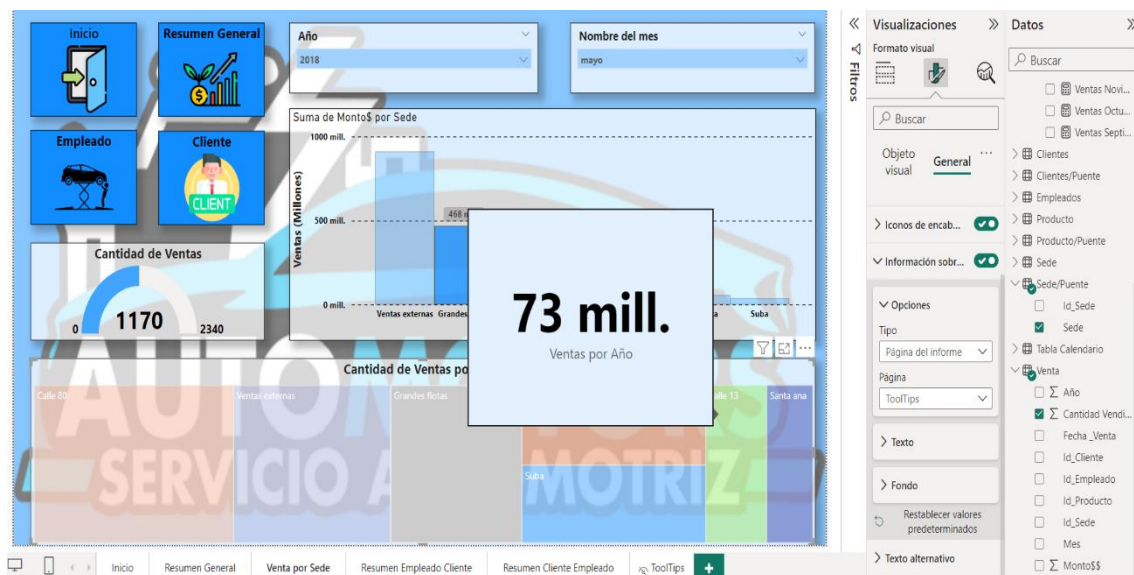 Inicio
Resumen General
Empleado
Cliente
CLIENT
Año
2018
Nombre del mes
mayo
Suma de Monto$ por Sede
1000 mill.
500 mill.
0 mill.
Ventas (Millones)
468
Ventas externas
Grandes
Suba
Cantidad de Ventas
0
1170
2340
73 mill.
Ventas por Año
Cantidad de Ventas po
Calle 80
Ventas externas
Grandes flotas
Suba
alle 13
Santa ana
SERVICIO A MOTRIZ
Inicio
Resumen General
Venta por Sede
Resumen Empleado Cliente
Resumen Cliente Empleado
ToolTips
+
Filtros
Visualizaciones
Formato visual
Buscar
Objeto visual
General
...
Iconos de encab...
Información sobr...
Opciones
Tipo
Página del informe
Página
ToolTips
Texto
Fondo
Restablecer valores
predeterminados
Texto alternativo
Datos
Buscar
Ventas Novi...
Ventas Octu...
Ventas Septi...
Clientes
Clientes/Puente
Empleados
Producto
Producto/Puente
Sede
Sede/Puente
Id_Sede
Sede
Tabla Calendario
Venta
Año
Cantidad Vendi...
Fecha _Venta
Id_Cliente
Id_Empleado
Id_Producto
Id_Sede
Mes
Monto$$